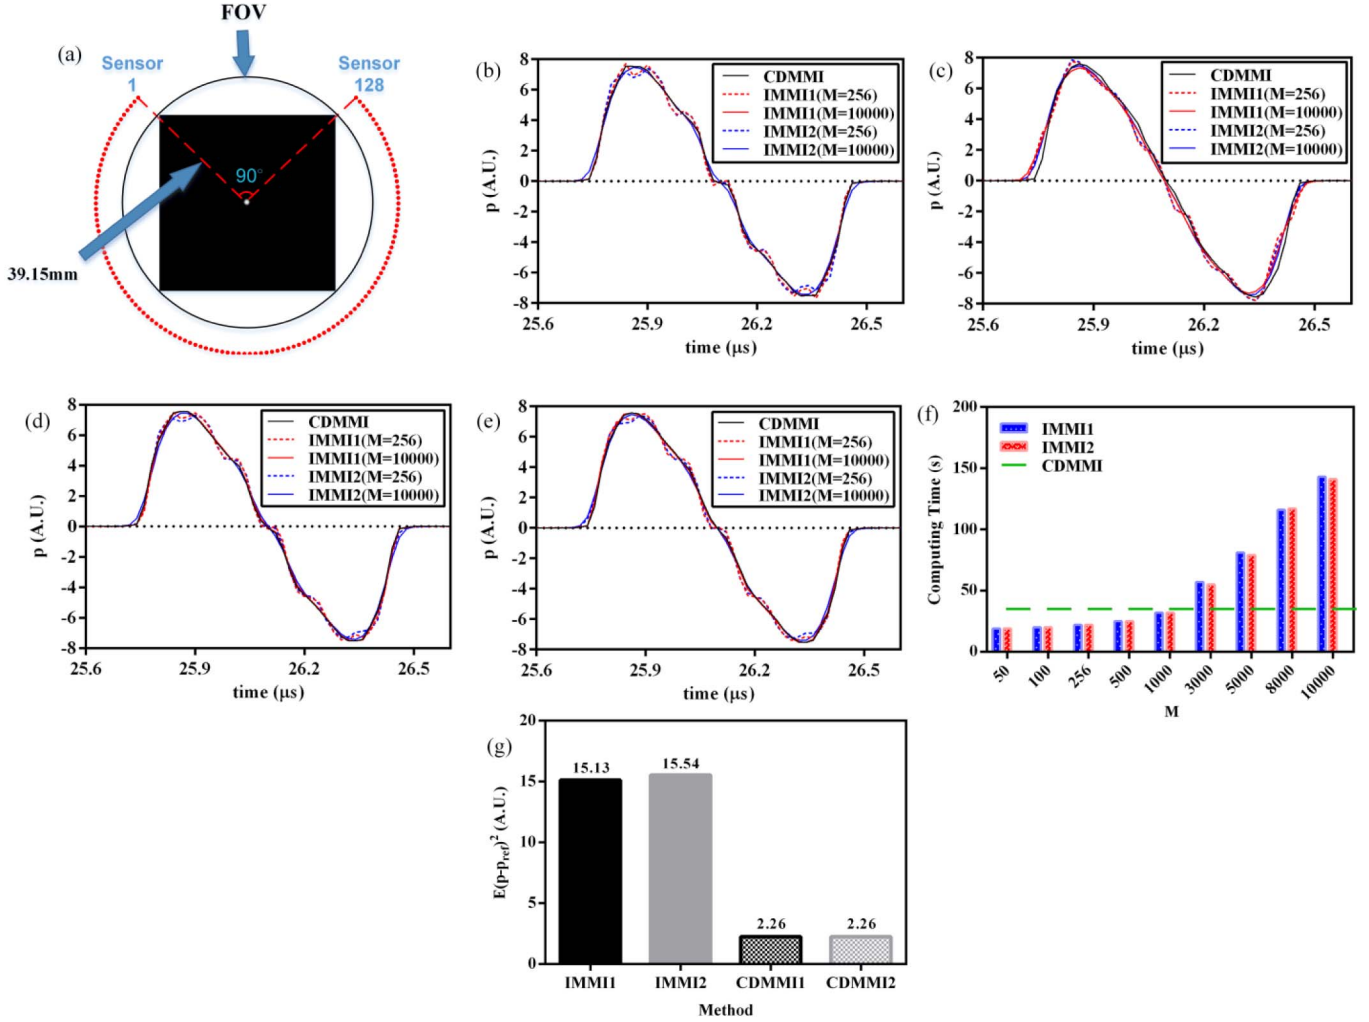 FOV
(a)
Sensor
1
Sensor
128
90°
39.15mm
(b)
8
6
4
2
0
-2
-4
-6
-8
p (A.U.)
CDMMI
IMMI1(M=256)
IMMI1(M=10000)
IMMI2(M=256)
IMMI2(M=10000)
25.6 25.9 26.2 26.5
time (μs)
(c)
8
6
4
2
0
-2
-4
-6
-8
p (A.U.)
CDMMI
IMMI1(M=256)
IMMI1(M=10000)
IMMI2(M=256)
IMMI2(M=10000)
25.6 25.9 26.2 26.5
time (μs)
(d)
8
6
4
2
0
-2
-4
-6
-8
p (A.U.)
CDMMI
IMMI1(M=256)
IMMI1(M=10000)
IMMI2(M=256)
IMMI2(M=10000)
25.6 25.9 26.2 26.5
time (μs)
(e)
8
6
4
2
0
-2
-4
-6
-8
p (A.U.)
CDMMI
IMMI1(M=256)
IMMI1(M=10000)
IMMI2(M=256)
IMMI2(M=10000)
25.6 25.9 26.2 26.5
time (μs)
(f)
200
150
100
50
0
Computing Time (s)
IMMI1
IMMI2
CDMMI
50 100 256 500 1000 3000 5000 8000 10000
M
(g)
20
15
10
5
0
E(p-pref)2 (A.U.)
15.13 15.54 2.26 2.26
IMMI1 IMMI2 CDMMI1 CDMMI2
Method